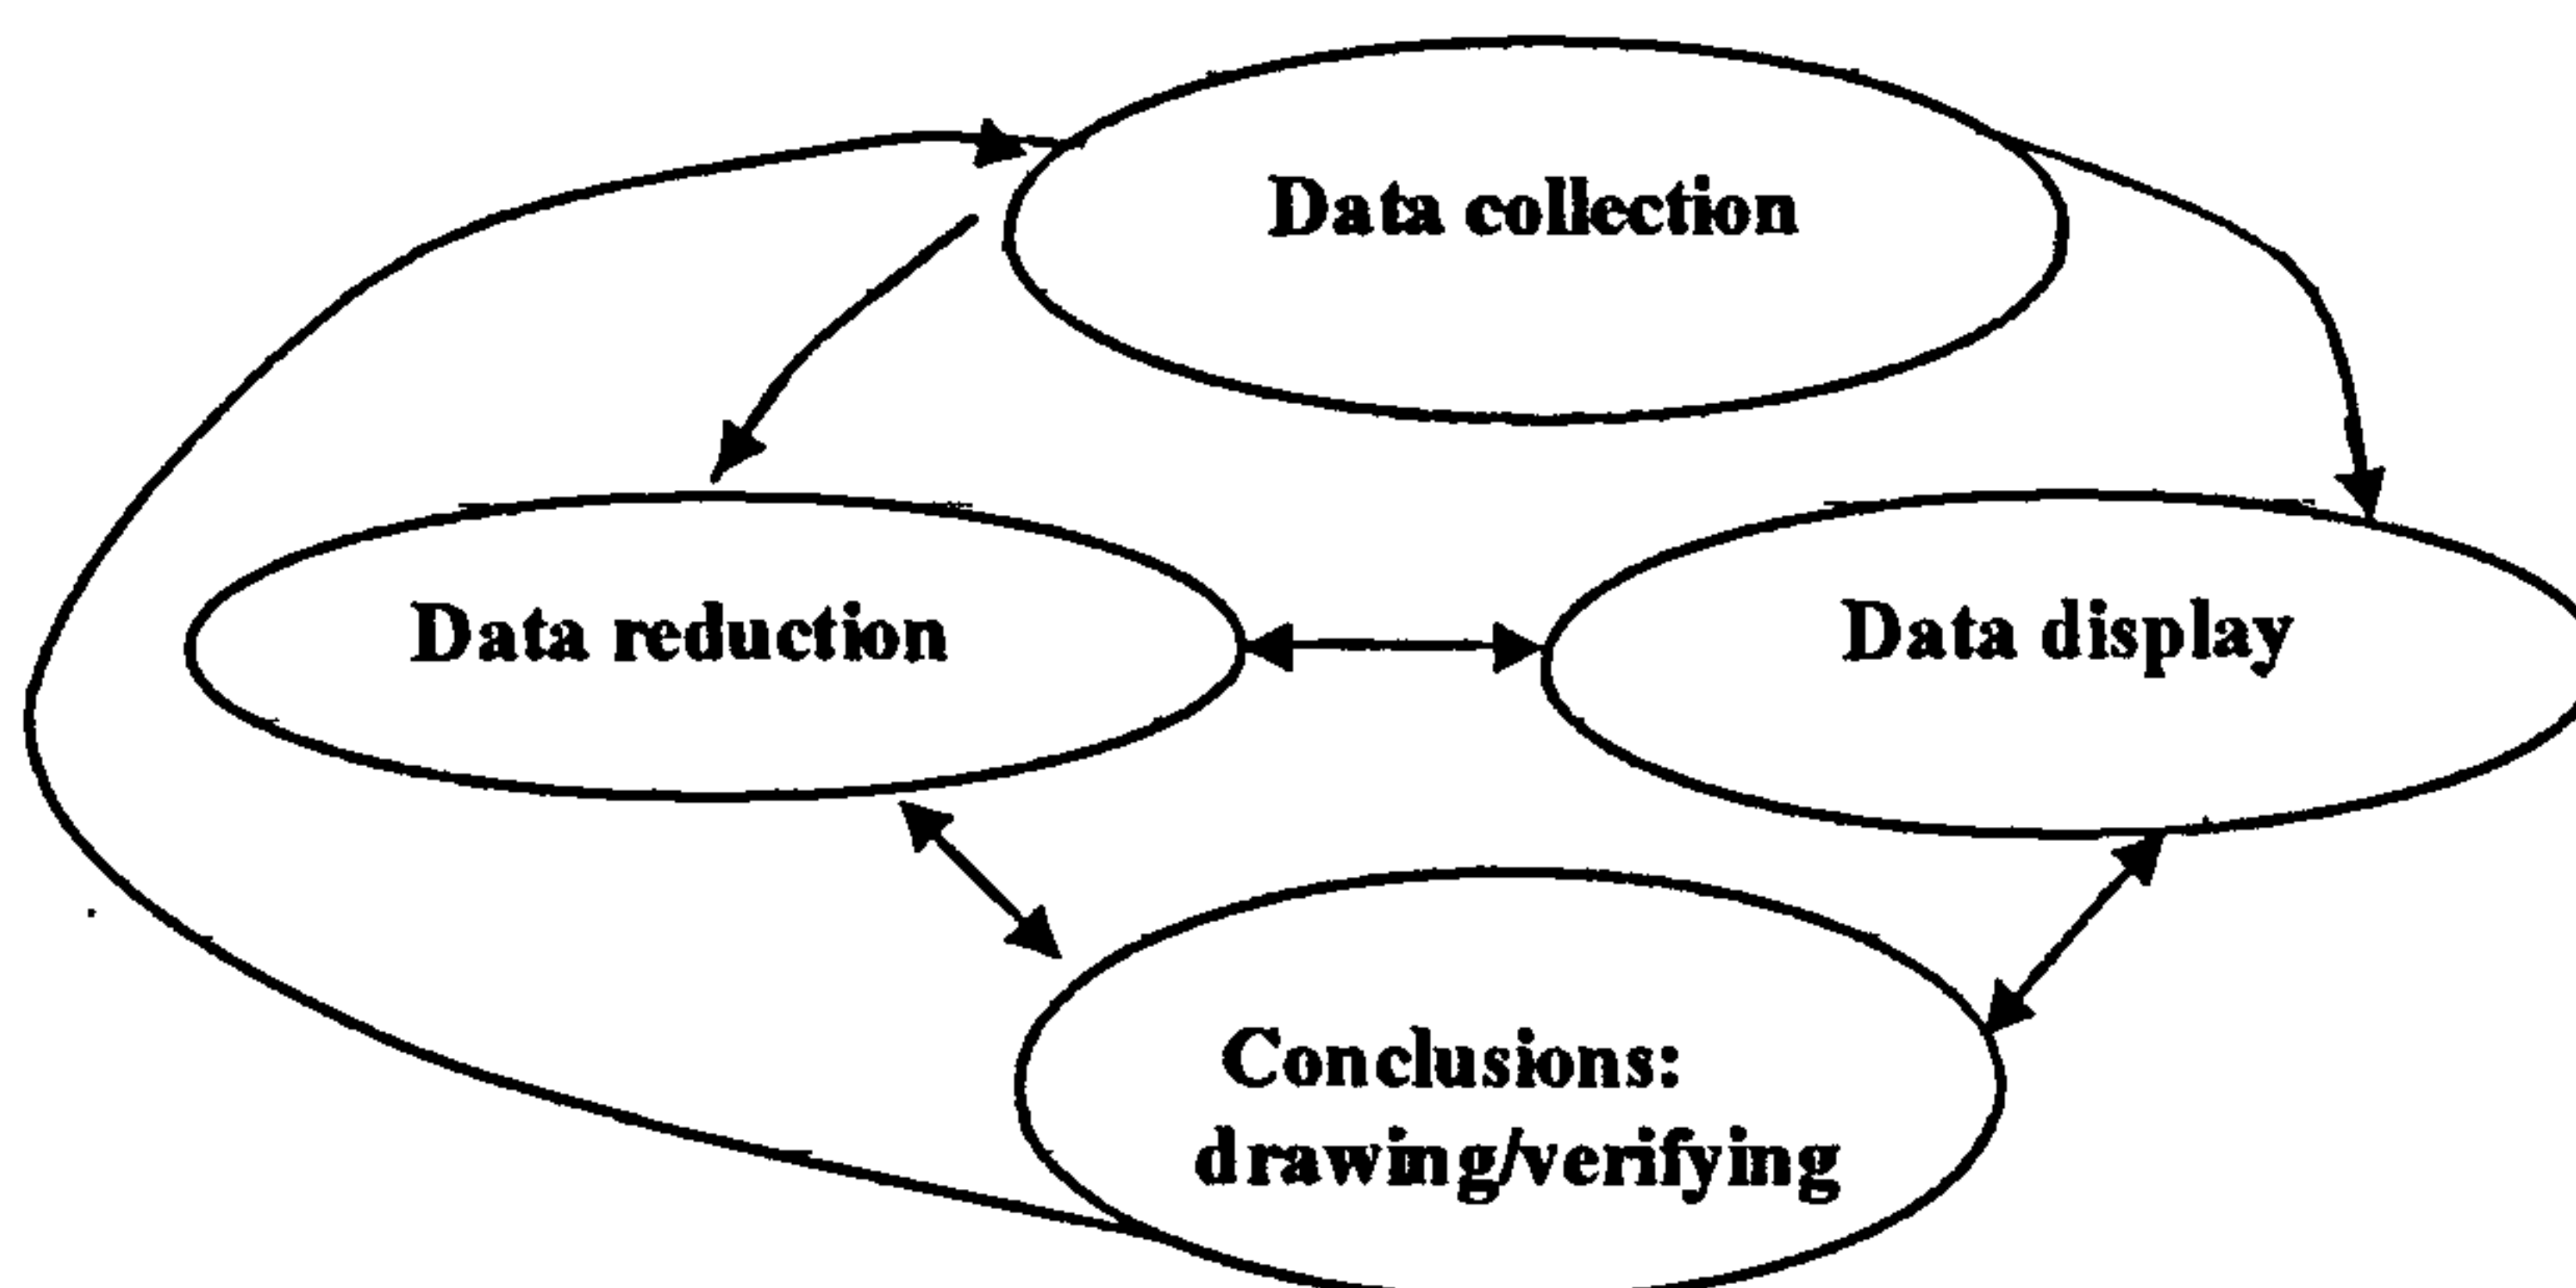 Data collection
Data reduction
Data display
Conclusions:
drawing/verifying